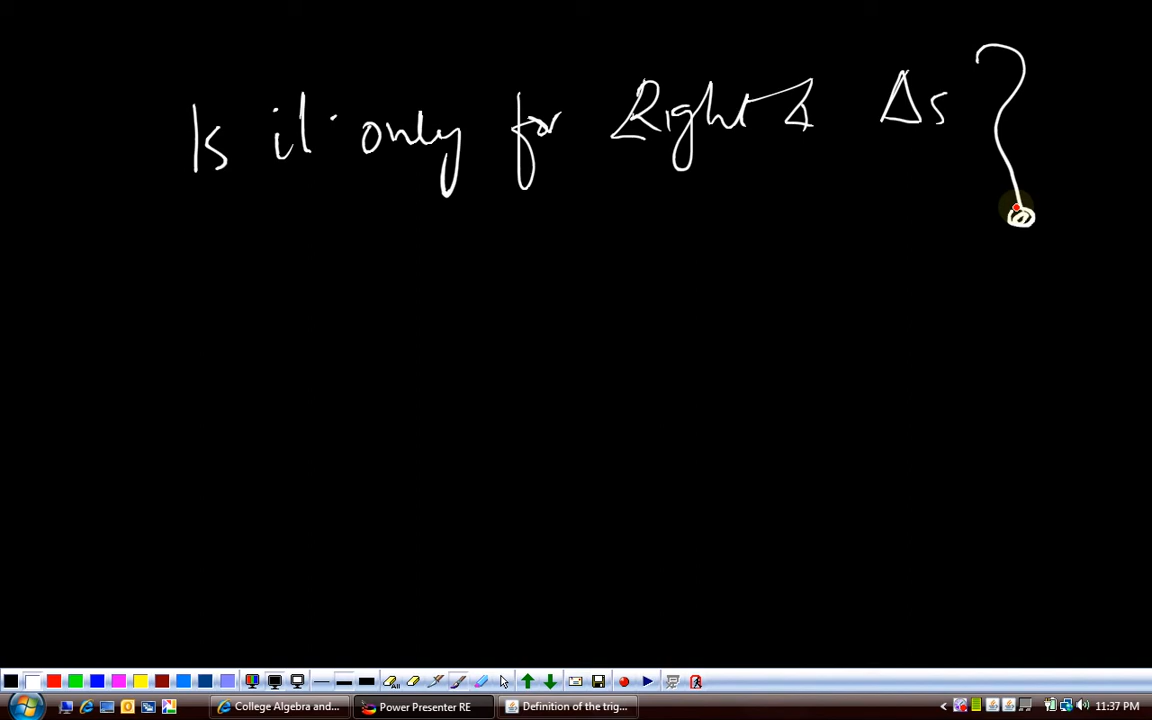 Is it only for Right ∠ Δs ?
College Algebra and...
Power Presenter RE
Definition of the trig...
11:37 PM